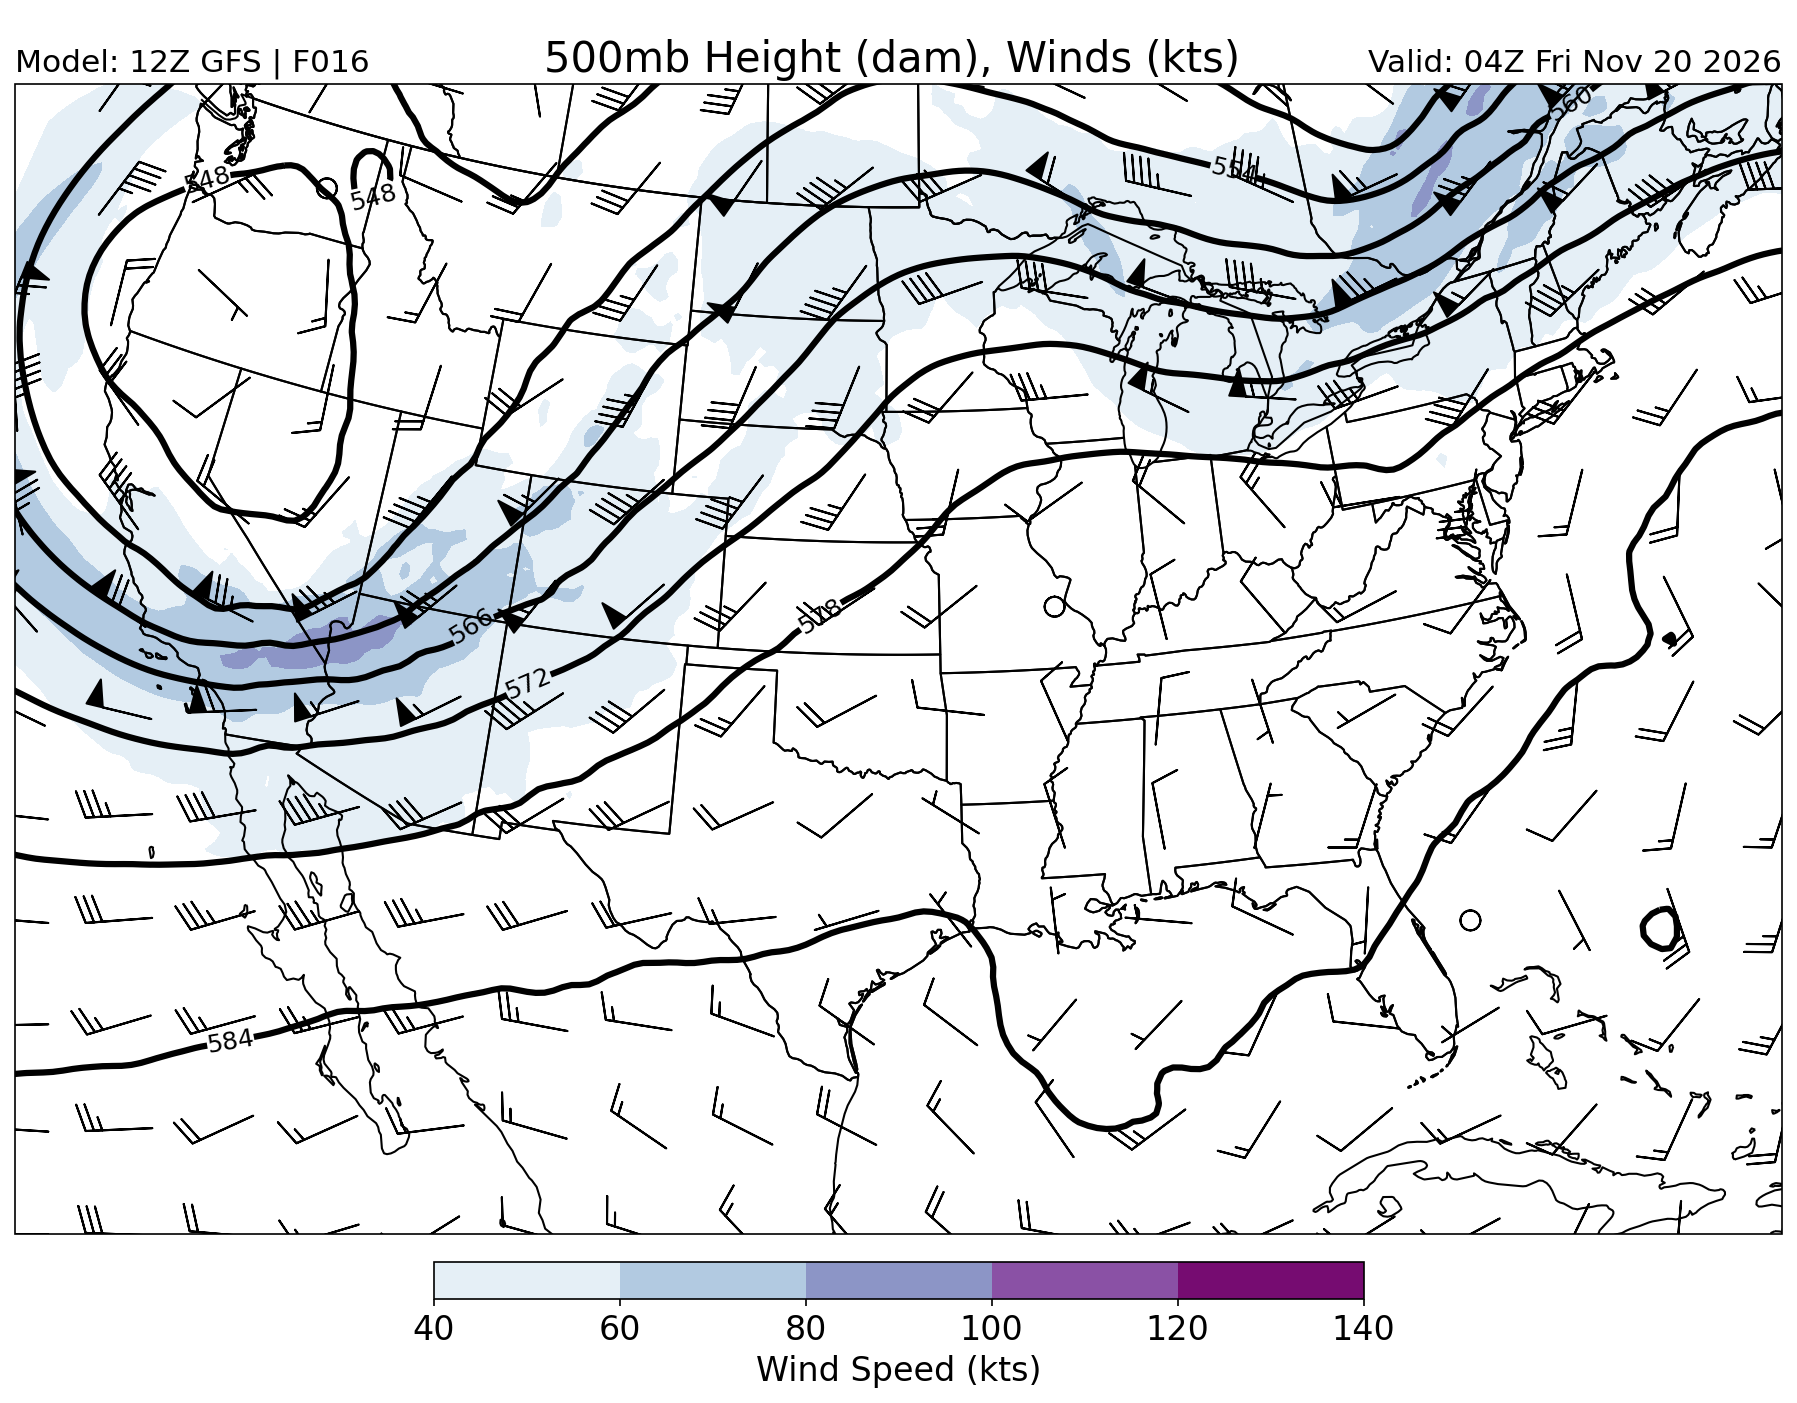 Model: 12Z GFS | F016
500mb Height (dam), Winds (kts)
Valid: 04Z Fri Nov 20 2026
560
554
548
548
578
566
572
584
40 60 80 100 120 140
Wind Speed (kts)